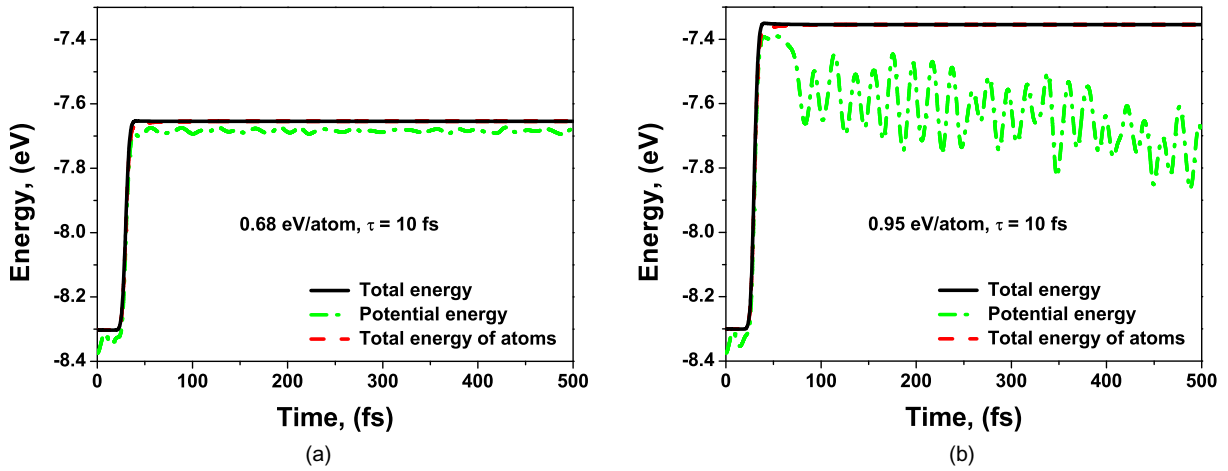 -7.4
-7.6
-7.8
-8.0
-8.2
-8.4
Energy, (eV)
0.68 eV/atom, τ = 10 fs
Total energy
Potential energy
Total energy of atoms
0 100 200 300 400 500
Time, (fs)
(a)
-7.4
-7.6
-7.8
-8.0
-8.2
-8.4
Energy, (eV)
0.95 eV/atom, τ = 10 fs
Total energy
Potential energy
Total energy of atoms
0 100 200 300 400 500
Time, (fs)
(b)